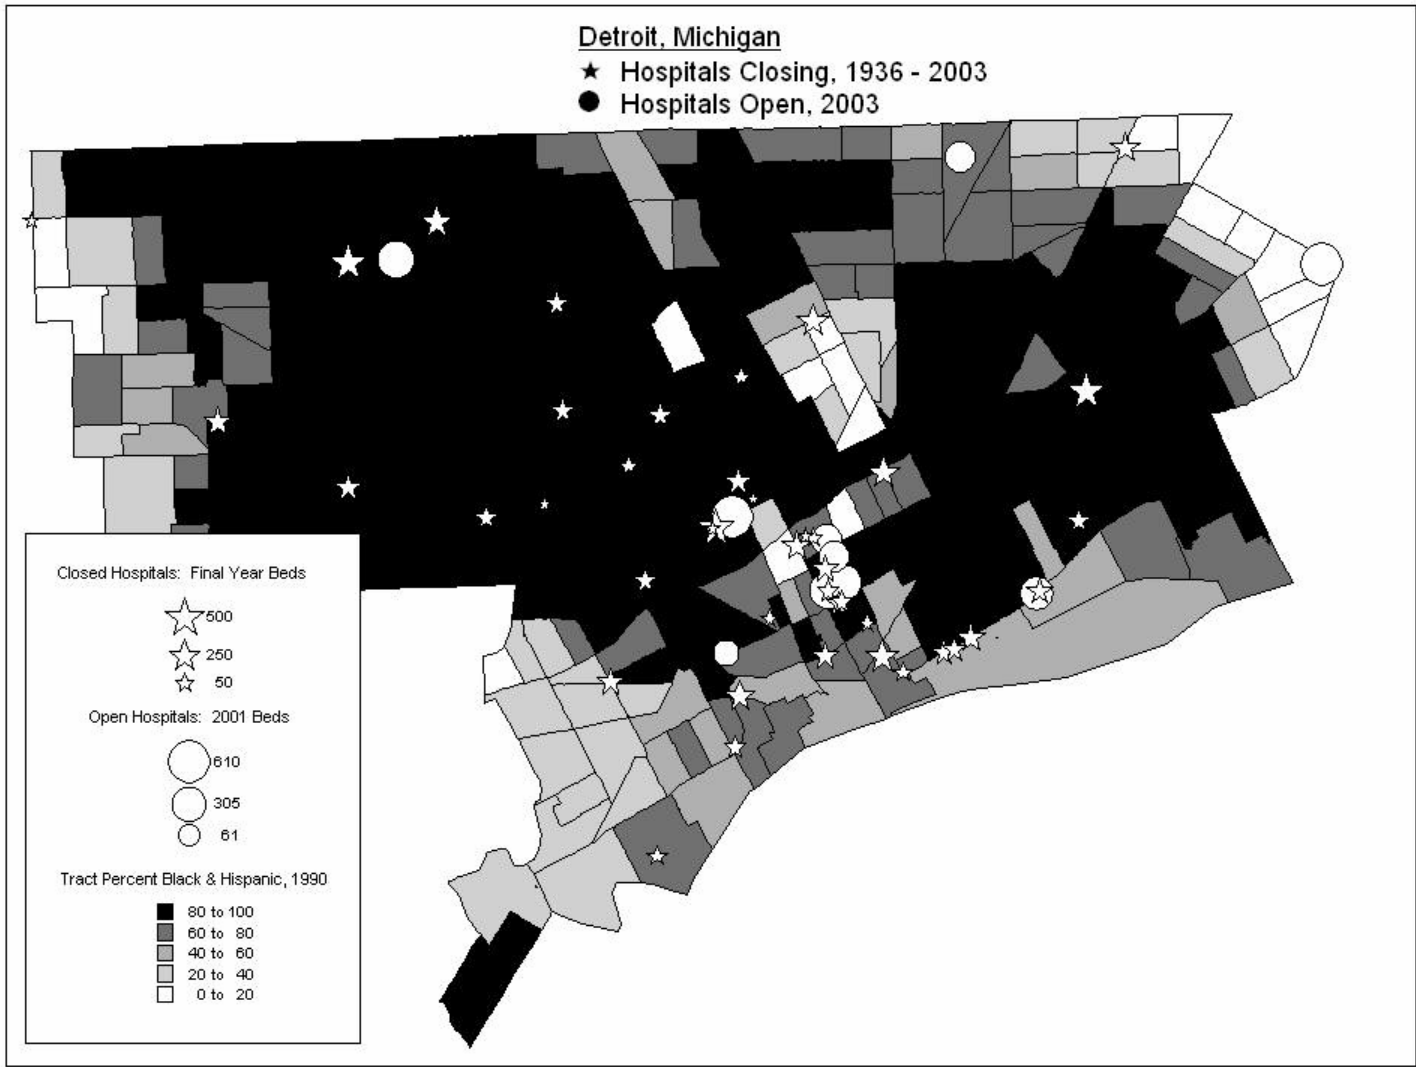 Detroit, Michigan
Hospitals Closing, 1936 - 2003
Hospitals Open, 2003
Closed Hospitals: Final Year Beds
500
250
50
Open Hospitals: 2001 Beds
610
305
61
Tract Percent Black & Hispanic, 1990
80 to 100
60 to 80
40 to 60
20 to 40
0 to 20